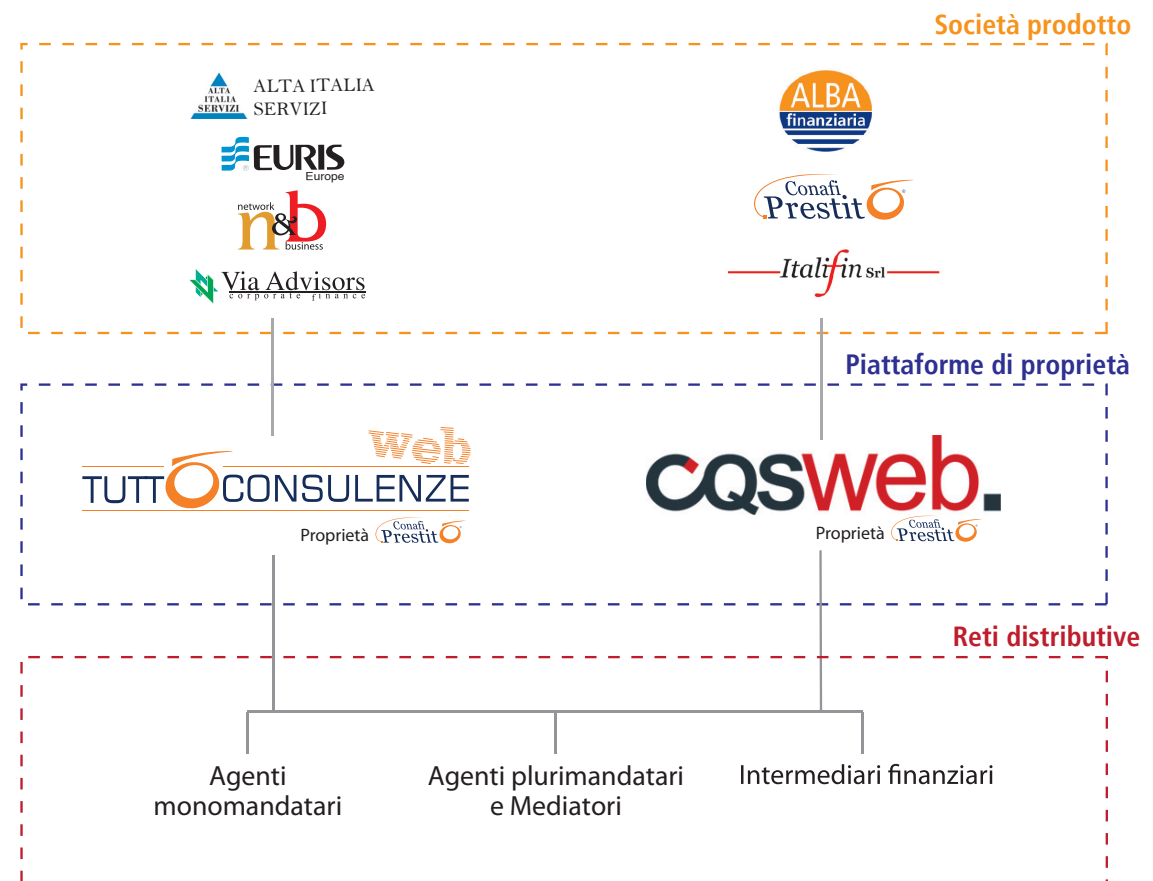 Società prodotto
ALTA
ITALIA
SERVIZI
ALTA ITALIA
SERVIZI
EURIS
Europe
network
n&b
business
Via Advisors
corporate finance
ALBA
finanziaria
Conafi
Prestitò
Italifin Srl
Piattaforme di proprietà
web
TUTTÒCONSULENZE
Proprietà Conafi Prestitò
cqsweb.
Proprietà Conafi Prestitò
Reti distributive
Agenti
monomandatari
Agenti plurimandatari
e Mediatori
Intermediari finanziari